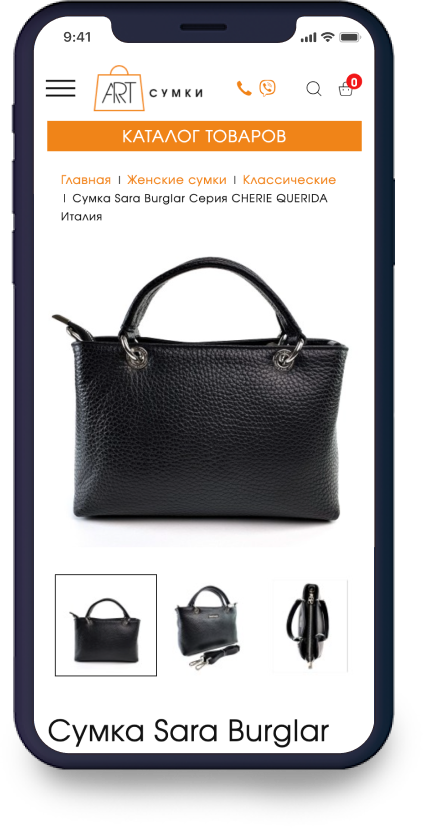 9:41
ART СУМКИ
0
КАТАЛОГ ТОВАРОВ
Главная | Женские сумки | Классические
| Сумка Sara Burglar Серия CHERIE QUERIDA
Италия
Сумка Sara Burglar